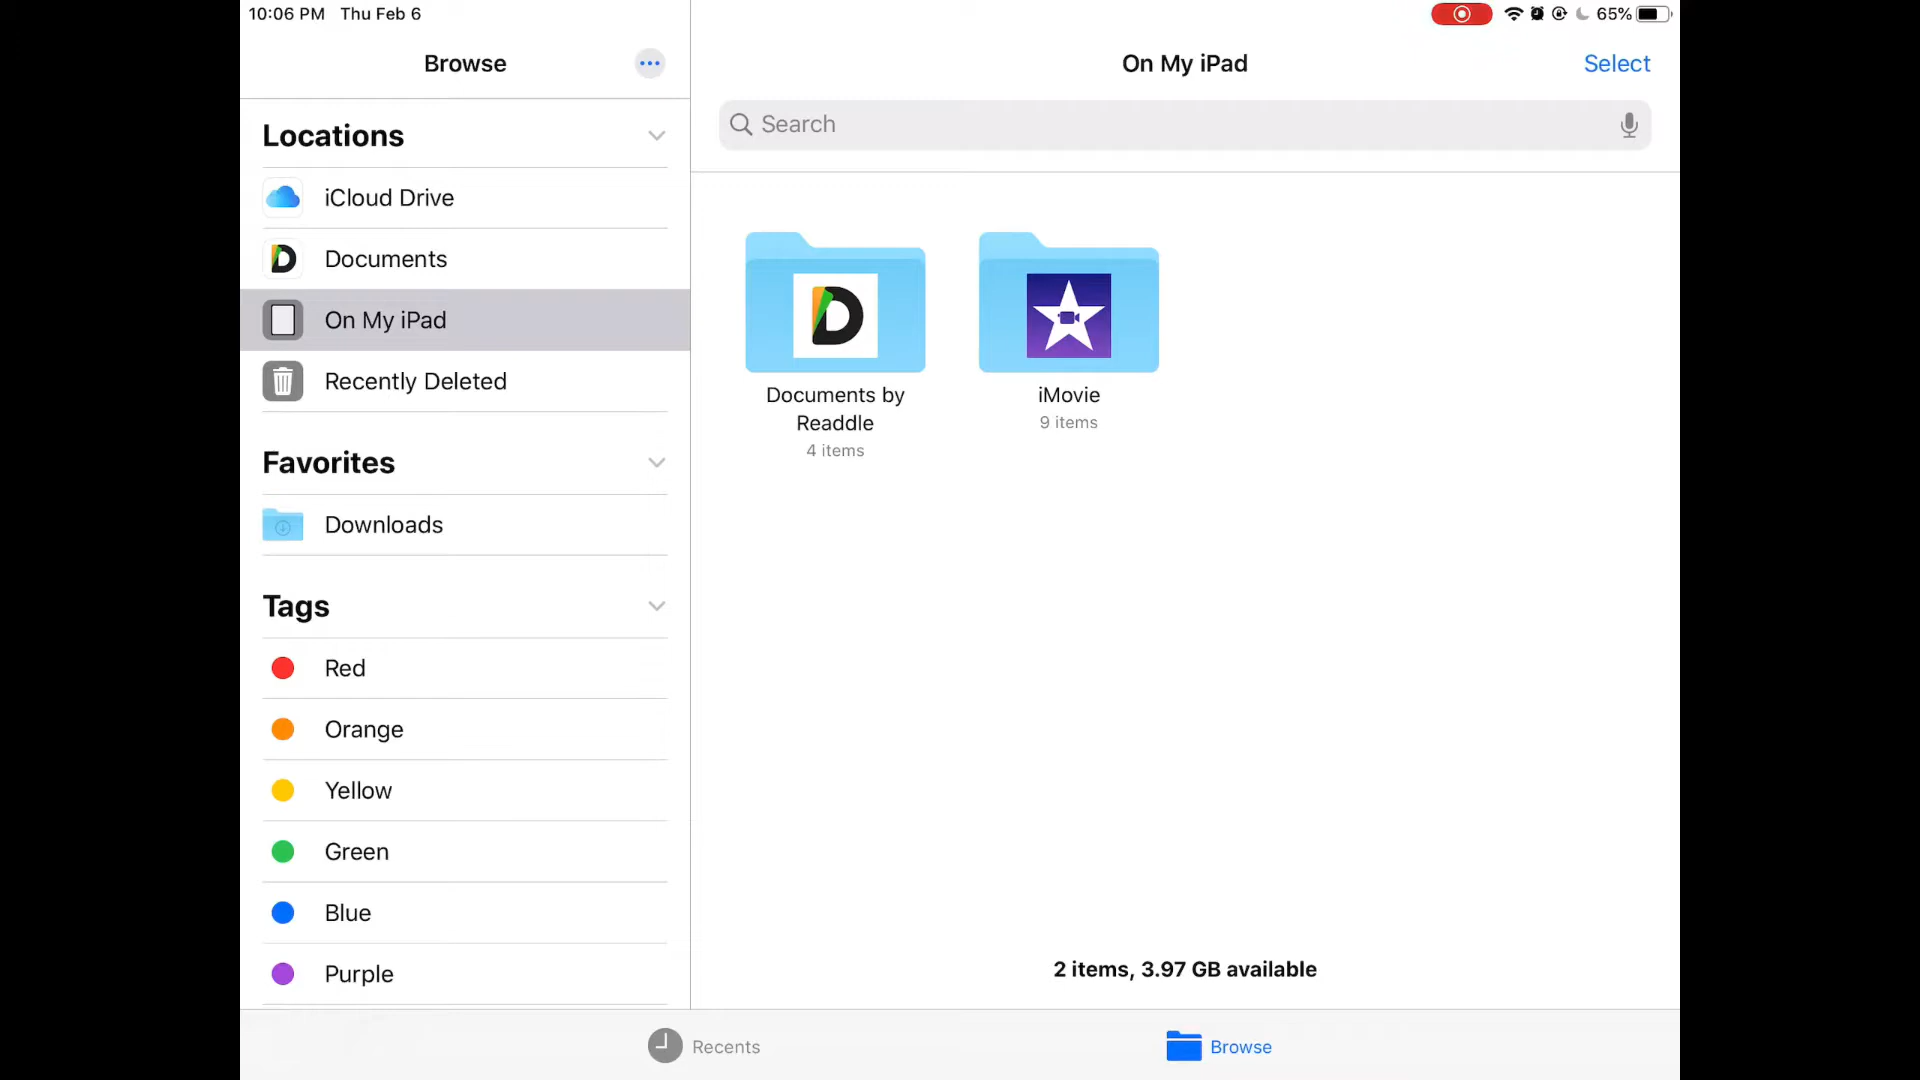 10:06 PM Thu Feb 6
65%
Browse
Locations
iCloud Drive
Documents
On My iPad
Recently Deleted
Favorites
Downloads
Tags
Red
Orange
Yellow
Green
Blue
Purple
On My iPad
Select
Search
Documents by
Readdle
4 items
iMovie
9 items
2 items, 3.97 GB available
Recents
Browse